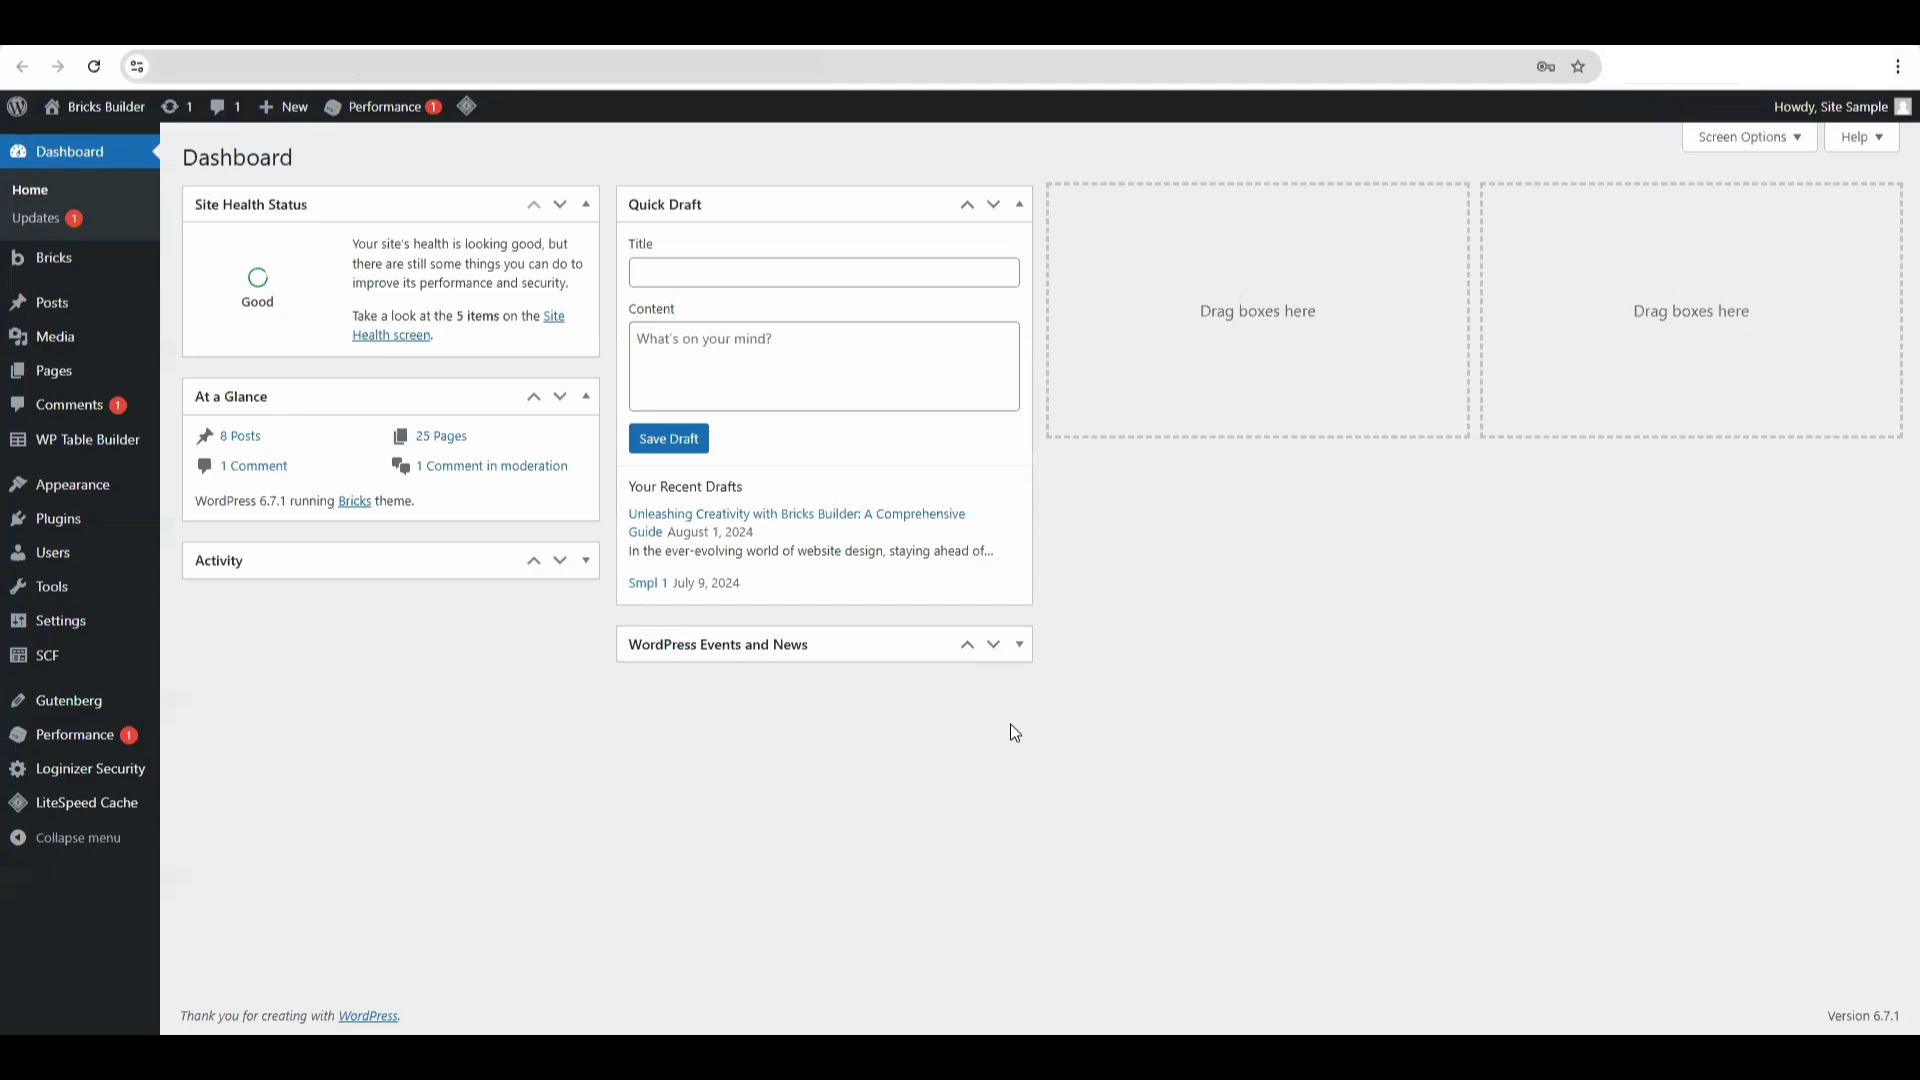 Bricks Builder 1 1 New Performance 1 Howdy, Site Sample
Screen Options Help
Dashboard
Home
Updates 1
Bricks
Posts
Media
Pages
Comments 1
WP Table Builder
Appearance
Plugins
Users
Tools
Settings
SCF
Gutenberg
Performance 1
Loginizer Security
LiteSpeed Cache
Collapse menu
Dashboard
Site Health Status
Good
Your site's health is looking good, but
there are still some things you can do to
improve its performance and security.
Take a look at the 5 items on the Site
Health screen.
At a Glance
8 Posts 25 Pages
1 Comment 1 Comment in moderation
WordPress 6.7.1 running Bricks theme.
Activity
Quick Draft
Title
Content
What's on your mind?
Save Draft
Your Recent Drafts
Unleashing Creativity with Bricks Builder: A Comprehensive
Guide August 1, 2024
In the ever-evolving world of website design, staying ahead of...
Smpl 1 July 9, 2024
WordPress Events and News
Drag boxes here
Drag boxes here
Thank you for creating with WordPress.
Version 6.7.1